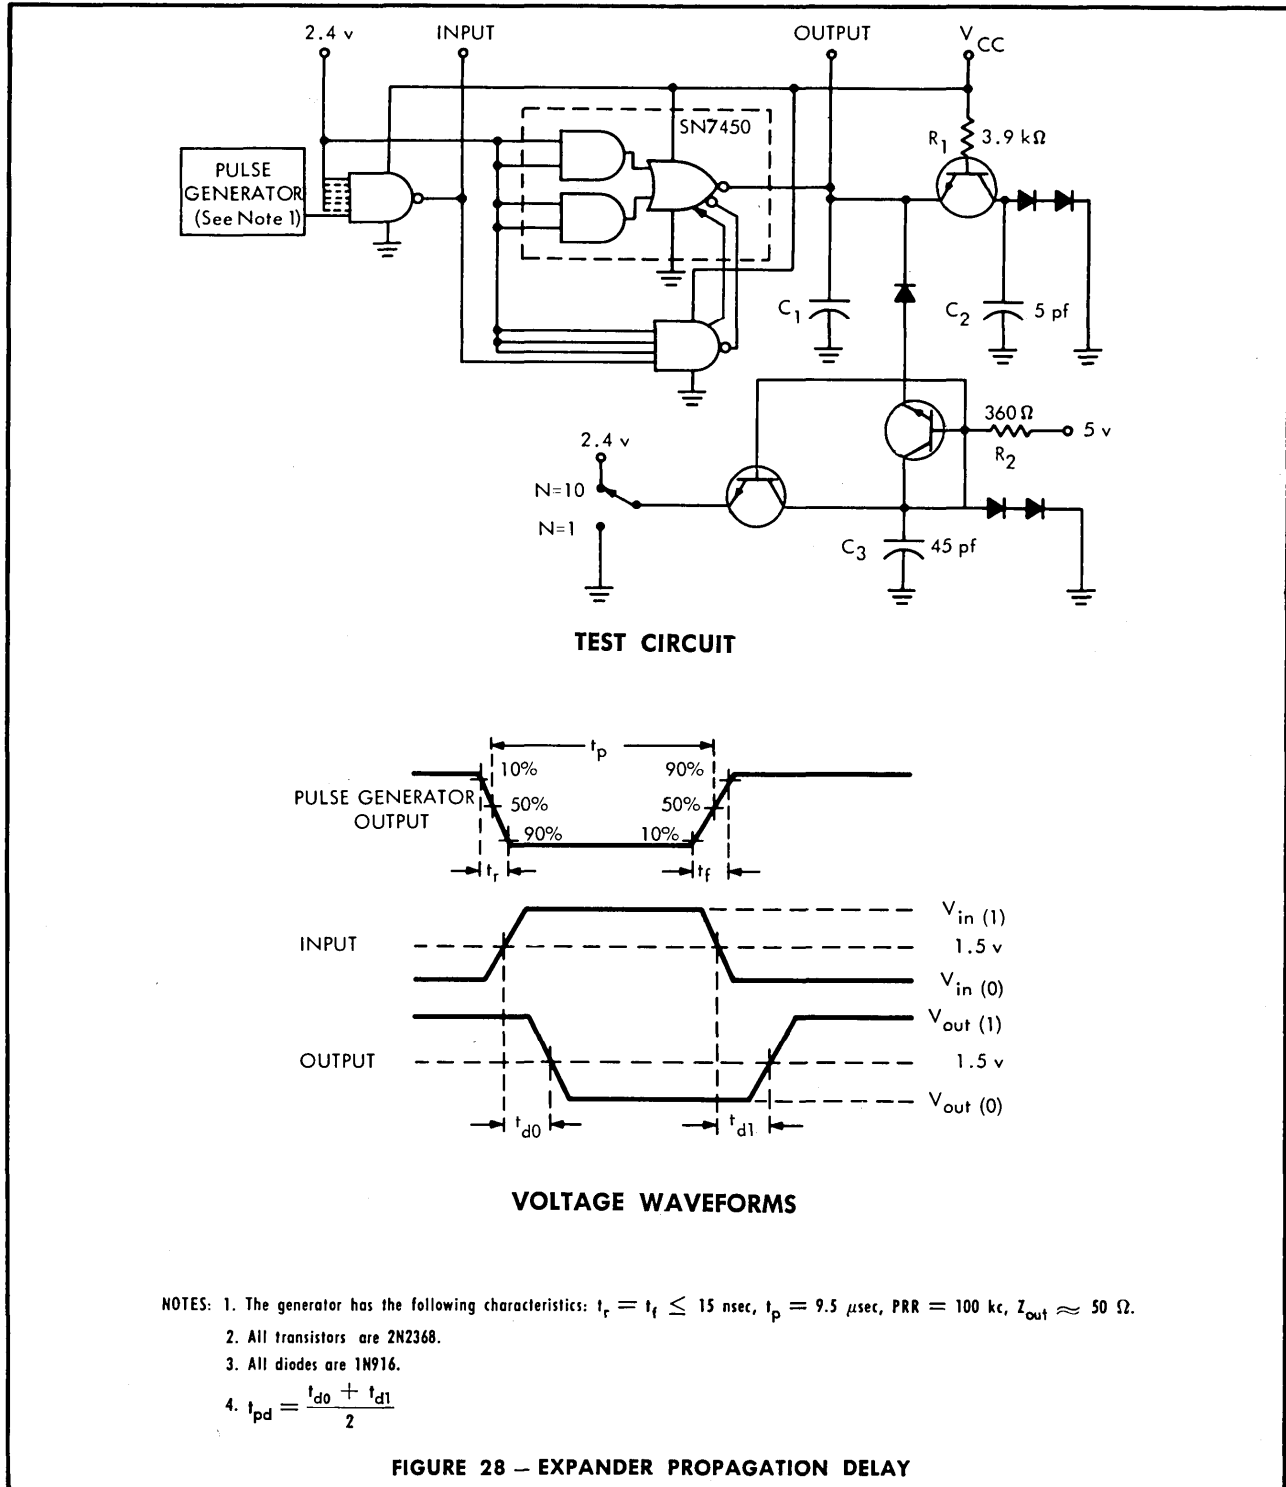 2.4 v
INPUT
OUTPUT
V CC
SN7450
R1 3.9 kΩ
PULSE
GENERATOR
(See Note 1)
C1
C2 5 pf
360 Ω
5 v
R2
2.4 v
N=10
N=1
C3 45 pf
TEST CIRCUIT
tp
10% 90%
PULSE GENERATOR
OUTPUT
50% 50%
90% 10%
tr tf
Vin (1)
INPUT
1.5 v
Vin (0)
Vout (1)
OUTPUT
1.5 v
Vout (0)
td0 td1
VOLTAGE WAVEFORMS
NOTES: 1. The generator has the following characteristics: tr = tf ≤ 15 nsec, tp = 9.5 μsec, PRR = 100 kc, Zout ≈ 50 Ω.
2. All transistors are 2N2368.
3. All diodes are 1N916.
4. tpd = td0 + td1 / 2
FIGURE 28 — EXPANDER PROPAGATION DELAY